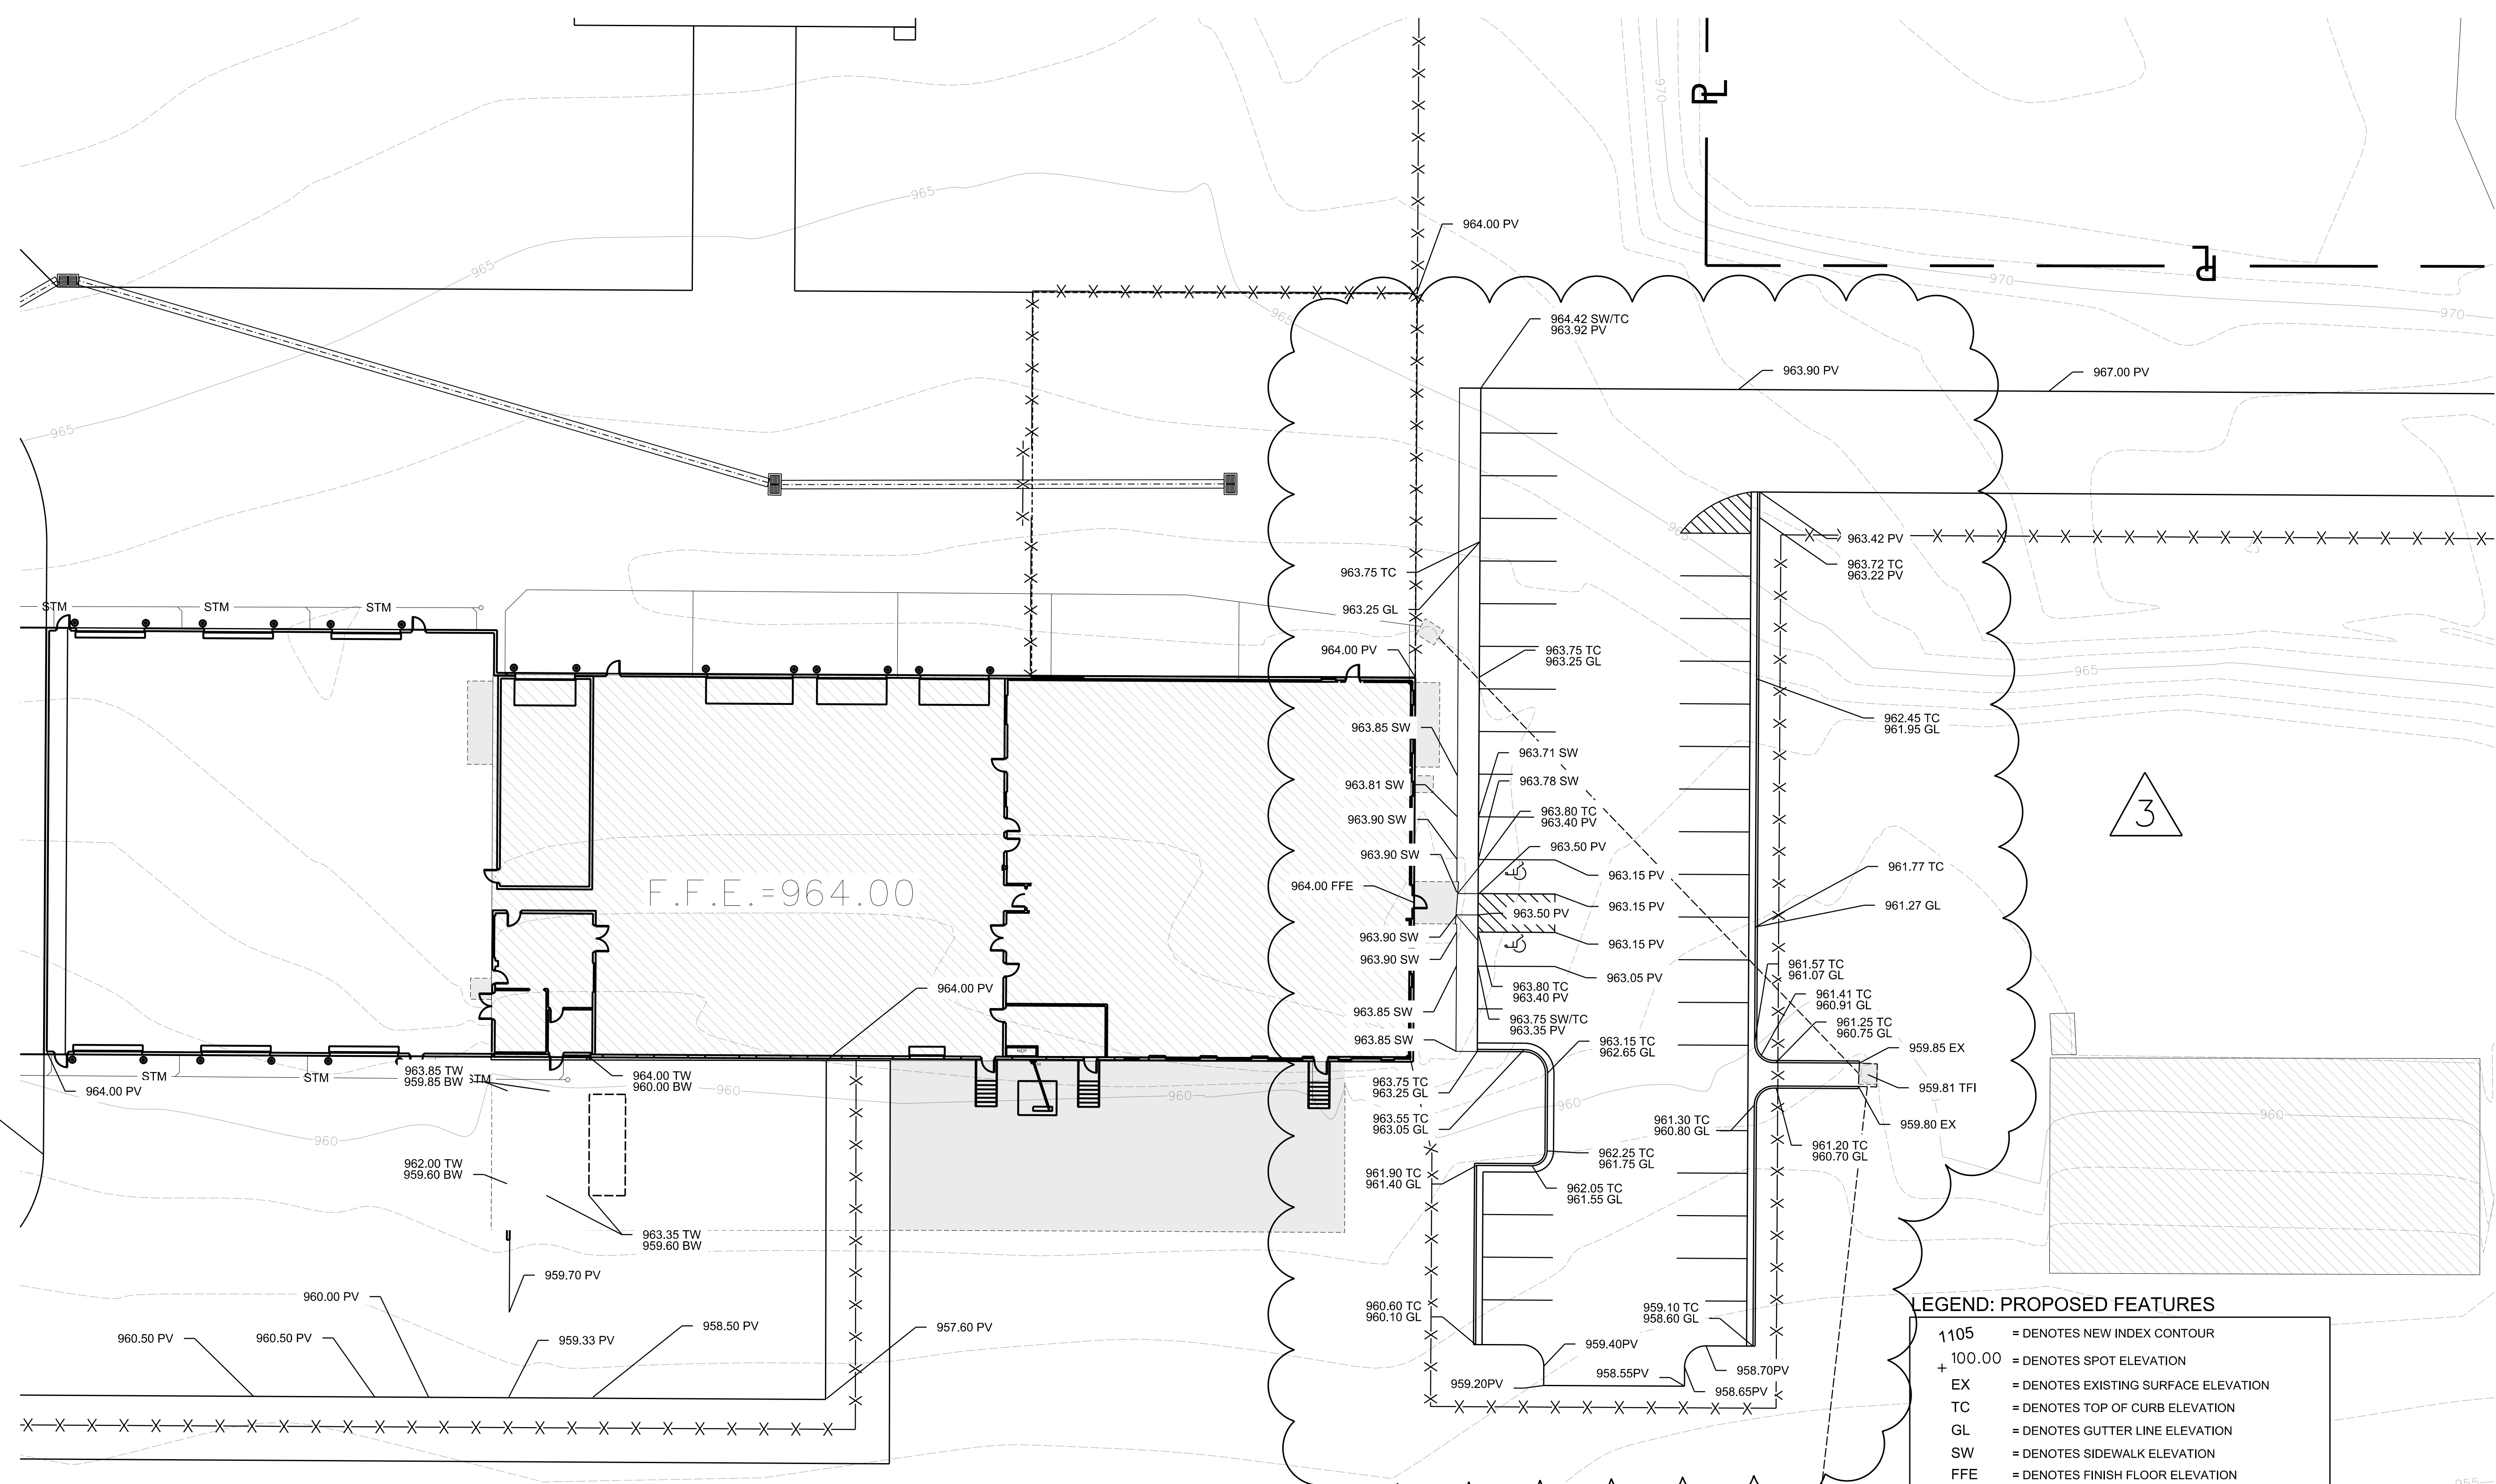 970
PL
965
964.00 PV
965
PL
970
970
965
964.42 SW/TC
963.92 PV
963.90 PV
967.00 PV
965
965
963.42 PV
963.75 TC
963.72 TC
963.22 PV
963.25 GL
STM
STM
STM
964.00 PV
963.75 TC
963.25 GL
965
963.85 SW
962.45 TC
961.95 GL
963.71 SW
963.78 SW
963.81 SW
3
963.80 TC
963.40 PV
963.90 SW
963.50 PV
963.90 SW
961.77 TC
963.15 PV
F.F.E.=964.00
964.00 FFE
963.15 PV
961.27 GL
963.50 PV
963.90 SW
963.15 PV
963.90 SW
961.57 TC
961.07 GL
963.05 PV
964.00 PV
963.80 TC
963.40 PV
961.41 TC
960.91 GL
963.85 SW
963.75 SW/TC
963.35 PV
961.25 TC
960.75 GL
963.85 SW
963.15 TC
962.65 GL
959.85 EX
963.85 TW
959.85 BW
STM
STM
STM
964.00 TW
960.00 BW
964.00 PV
960
960
963.75 TC
963.25 GL
959.81 TFI
960
963.55 TC
963.05 GL
961.30 TC
960.80 GL
959.80 EX
960
960
961.20 TC
960.70 GL
962.25 TC
961.75 GL
962.00 TW
959.60 BW
961.90 TC
961.40 GL
962.05 TC
961.55 GL
963.35 TW
959.60 BW
959.70 PV
960.00 PV
960.60 TC
960.10 GL
959.10 TC
958.60 GL
960.50 PV
960.50 PV
959.33 PV
958.50 PV
957.60 PV
959.40PV
958.55PV
958.70PV
959.20PV
958.65PV
LEGEND: PROPOSED FEATURES
1105 = DENOTES NEW INDEX CONTOUR
+ 100.00 = DENOTES SPOT ELEVATION
EX = DENOTES EXISTING SURFACE ELEVATION
TC = DENOTES TOP OF CURB ELEVATION
GL = DENOTES GUTTER LINE ELEVATION
SW = DENOTES SIDEWALK ELEVATION
FFE = DENOTES FINISH FLOOR ELEVATION
955